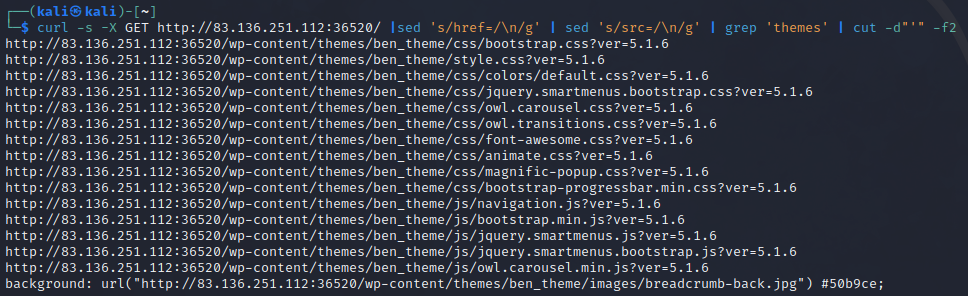 ┌──(kali㉿kali)-[~]
└─$ curl -s -X GET http://83.136.251.112:36520/ |sed 's/href=/\n/g' | sed 's/src=/\n/g' | grep 'themes' | cut -d"'" -f2
http://83.136.251.112:36520/wp-content/themes/ben_theme/css/bootstrap.css?ver=5.1.6
http://83.136.251.112:36520/wp-content/themes/ben_theme/style.css?ver=5.1.6
http://83.136.251.112:36520/wp-content/themes/ben_theme/css/colors/default.css?ver=5.1.6
http://83.136.251.112:36520/wp-content/themes/ben_theme/css/jquery.smartmenus.bootstrap.css?ver=5.1.6
http://83.136.251.112:36520/wp-content/themes/ben_theme/css/owl.carousel.css?ver=5.1.6
http://83.136.251.112:36520/wp-content/themes/ben_theme/css/owl.transitions.css?ver=5.1.6
http://83.136.251.112:36520/wp-content/themes/ben_theme/css/font-awesome.css?ver=5.1.6
http://83.136.251.112:36520/wp-content/themes/ben_theme/css/animate.css?ver=5.1.6
http://83.136.251.112:36520/wp-content/themes/ben_theme/css/magnific-popup.css?ver=5.1.6
http://83.136.251.112:36520/wp-content/themes/ben_theme/css/bootstrap-progressbar.min.css?ver=5.1.6
http://83.136.251.112:36520/wp-content/themes/ben_theme/js/navigation.js?ver=5.1.6
http://83.136.251.112:36520/wp-content/themes/ben_theme/js/bootstrap.min.js?ver=5.1.6
http://83.136.251.112:36520/wp-content/themes/ben_theme/js/jquery.smartmenus.js?ver=5.1.6
http://83.136.251.112:36520/wp-content/themes/ben_theme/js/jquery.smartmenus.bootstrap.js?ver=5.1.6
http://83.136.251.112:36520/wp-content/themes/ben_theme/js/owl.carousel.min.js?ver=5.1.6
background: url("http://83.136.251.112:36520/wp-content/themes/ben_theme/images/breadcrumb-back.jpg") #50b9ce;